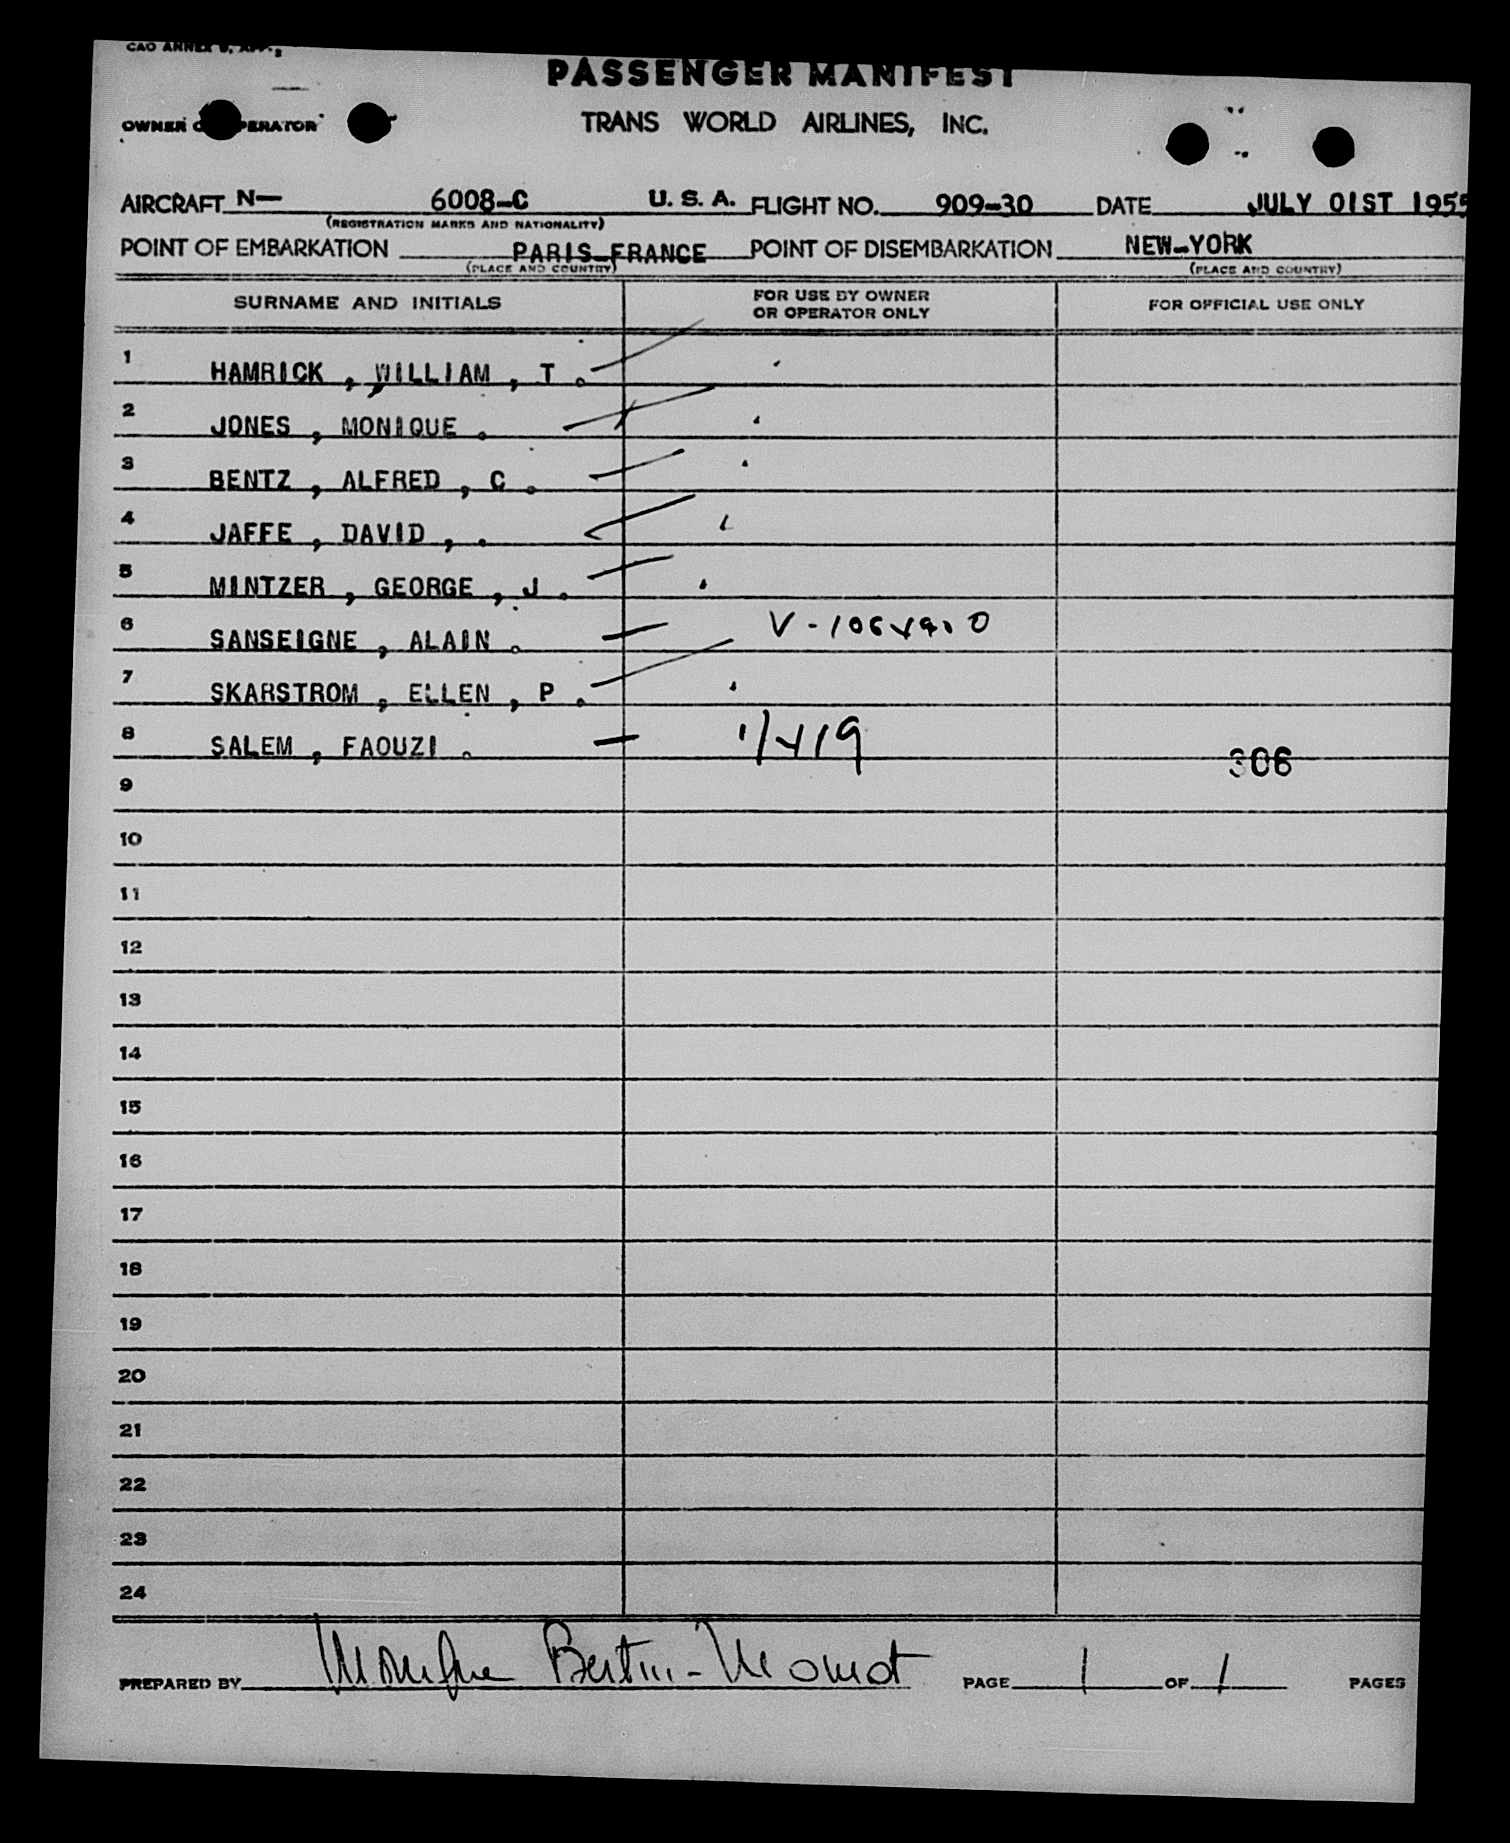 PASSENGER MANIFEST
OWNER OPERATOR
TRANS WORLD AIRLINES, INC.
AIRCRAFT N— 6008-C U. S. A. FLIGHT NO. 909-30 DATE JULY 01ST 1955
(REGISTRATION MARKS AND NATIONALITY)
POINT OF EMBARKATION PARIS-FRANCE POINT OF DISEMBARKATION NEW-YORK
(PLACE AND COUNTRY) (PLACE AND COUNTRY)
SURNAME AND INITIALS FOR USE BY OWNER OR OPERATOR ONLY FOR OFFICIAL USE ONLY
1 HAMRICK , WILLIAM , T .
2 JONES , MONIQUE .
3 BENTZ , ALFRED , C .
4 JAFFE , DAVID , .
5 MINTZER , GEORGE , J .
6 SANSEIGNE , ALAIN .
7 SKARSTROM , ELLEN , P .
8 SALEM , FAOUZI . 306
9
10
11
12
13
14
15
16
17
18
19
20
21
22
23
24
PREPARED BY Monique PAGE 1 OF 1 PAGES